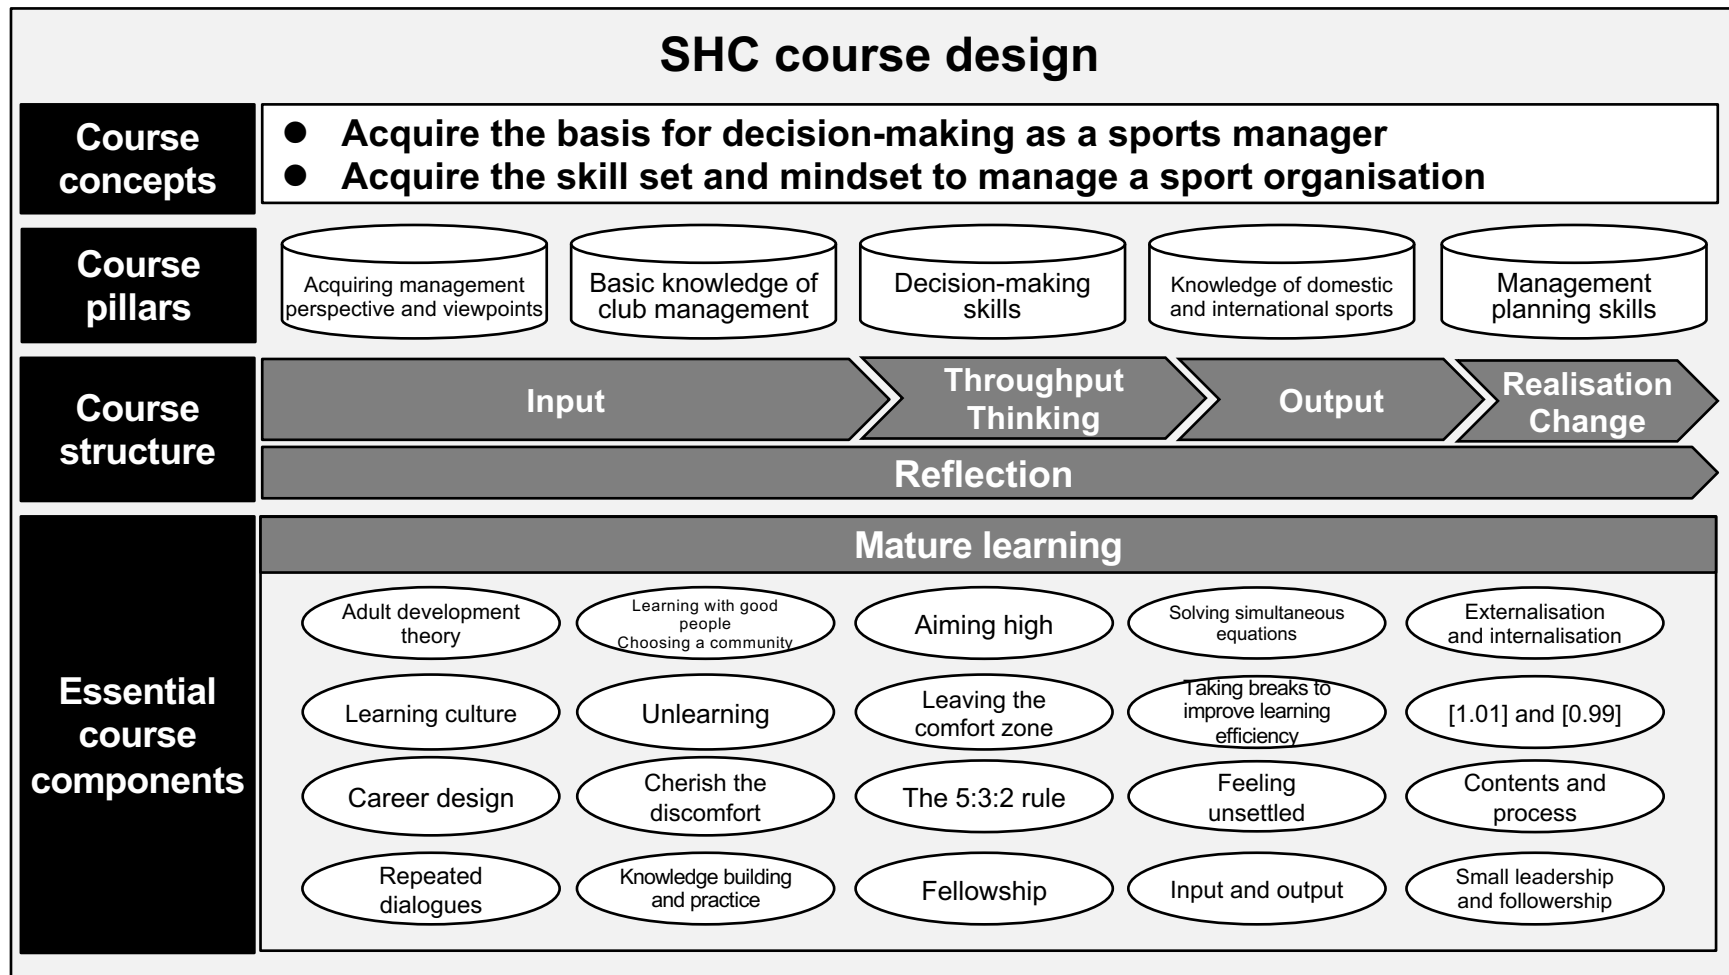 SHC course design
Course
concepts
● Acquire the basis for decision-making as a sports manager
● Acquire the skill set and mindset to manage a sport organisation
Course
pillars
Acquiring management
perspective and viewpoints
Basic knowledge of
club management
Decision-making
skills
Knowledge of domestic
and international sports
Management
planning skills
Course
structure
Input
Throughput
Thinking
Output
Realisation
Change
Reflection
Essential
course
components
Mature learning
Adult development
theory
Learning with good
people
Choosing a community
Aiming high
Solving simultaneous
equations
Externalisation
and internalisation
Learning culture
Unlearning
Leaving the
comfort zone
Taking breaks to
improve learning
efficiency
[1.01] and [0.99]
Career design
Cherish the
discomfort
The 5:3:2 rule
Feeling
unsettled
Contents and
process
Repeated
dialogues
Knowledge building
and practice
Fellowship
Input and output
Small leadership
and followership